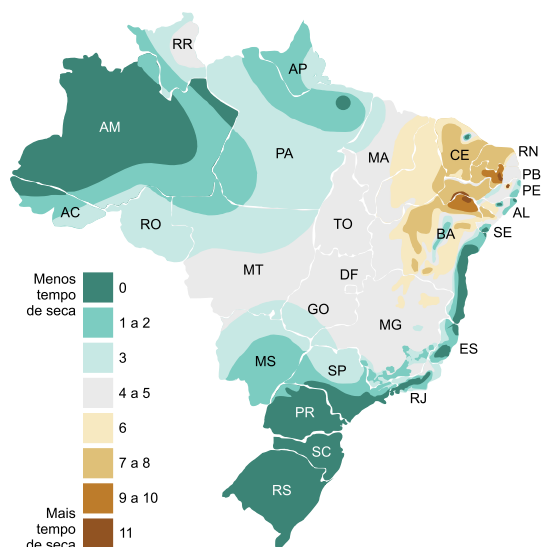 RR
AP
AM
PA
MA
CE
RN
PB
PE
AL
SE
AC
RO
TO
BA
MT
DF
GO
MG
MS
ES
SP
RJ
PR
SC
RS
Menos
tempo
de seca
0
1 a 2
3
4 a 5
6
7 a 8
9 a 10
11
Mais
tempo
de seca